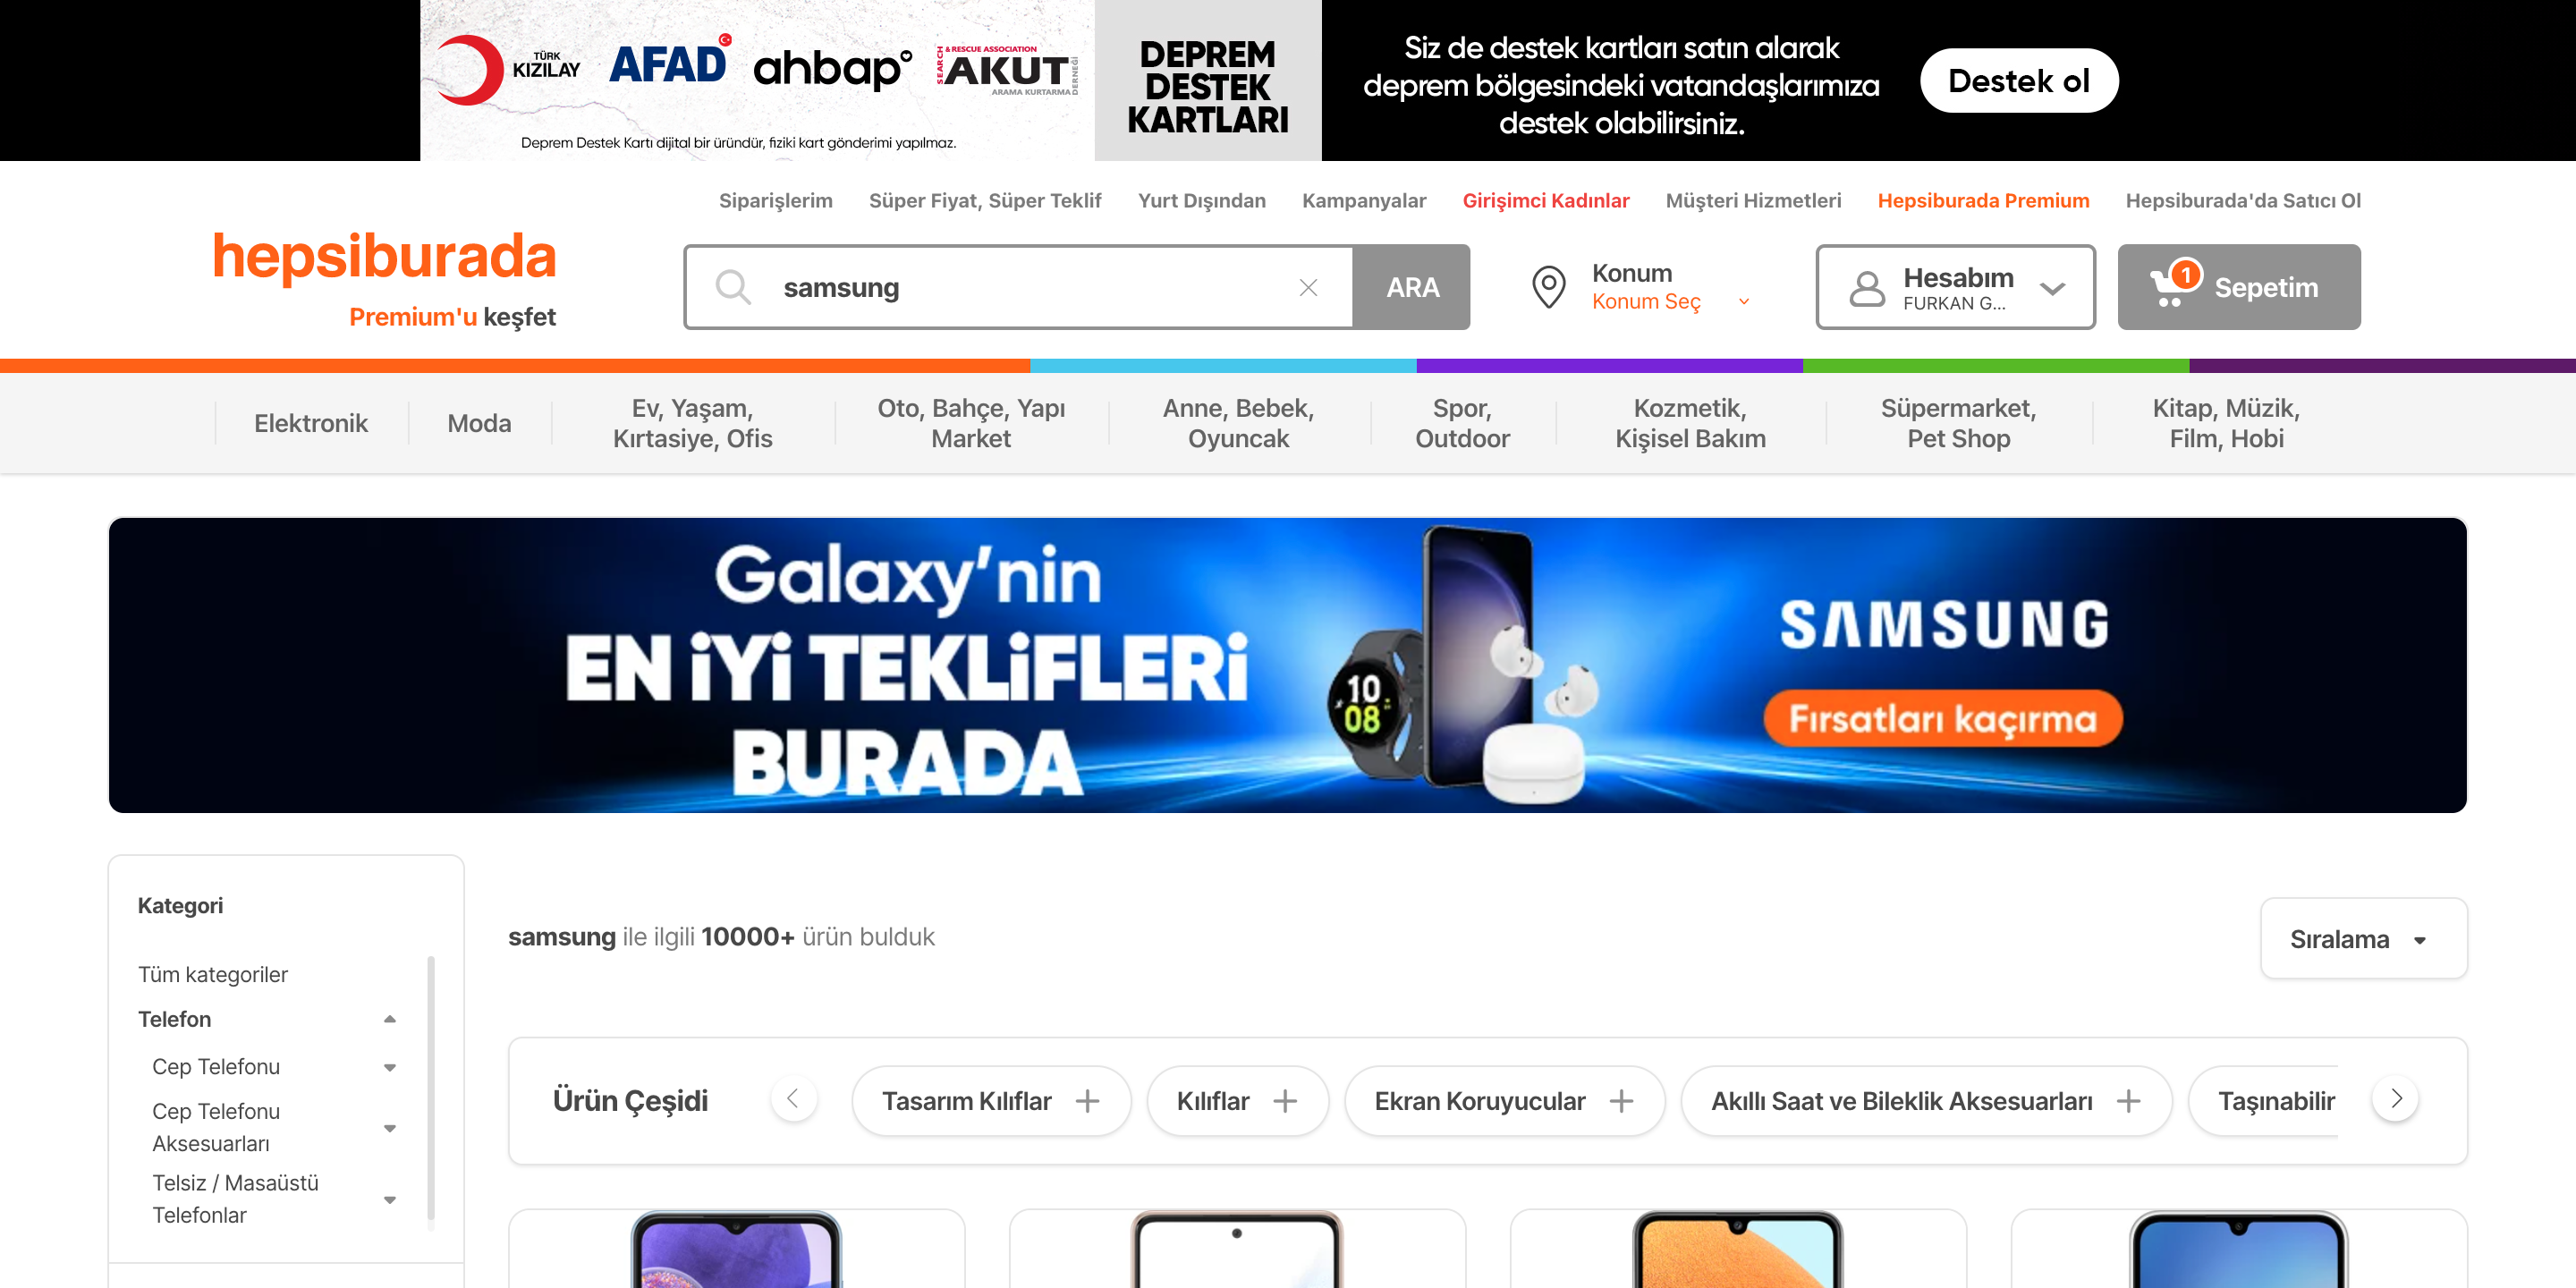 TÜRK
KIZILAY
AFAD
ahbap
SEARCH & RESCUE ASSOCIATION
AKUT
ARAMA KURTARMA DERNEĞİ
Deprem Destek Kartı dijital bir üründür, fiziki kart gönderimi yapılmaz.
DEPREM
DESTEK
KARTLARI
Siz de destek kartları satın alarak
deprem bölgesindeki vatandaşlarımıza
destek olabilirsiniz.
Destek ol
Siparişlerim Süper Fiyat, Süper Teklif Yurt Dışından Kampanyalar Girişimci Kadınlar Müşteri Hizmetleri Hepsiburada Premium Hepsiburada'da Satıcı Ol
hepsiburada
Premium'u keşfet
samsung
ARA
Konum
Konum Seç
Hesabım
FURKAN G...
1
Sepetim
Elektronik
Moda
Ev, Yaşam,
Kırtasiye, Ofis
Oto, Bahçe, Yapı
Market
Anne, Bebek,
Oyuncak
Spor,
Outdoor
Kozmetik,
Kişisel Bakım
Süpermarket,
Pet Shop
Kitap, Müzik,
Film, Hobi
Galaxy'nin
EN İYİ TEKLİFLERİ
BURADA
10
08
SAMSUNG
Fırsatları kaçırma
Kategori
Tüm kategoriler
Telefon
Cep Telefonu
Cep Telefonu
Aksesuarları
Telsiz / Masaüstü
Telefonlar
samsung ile ilgili 10000+ ürün bulduk
Sıralama
Ürün Çeşidi
Tasarım Kılıflar
Kılıflar
Ekran Koruyucular
Akıllı Saat ve Bileklik Aksesuarları
Taşınabilir